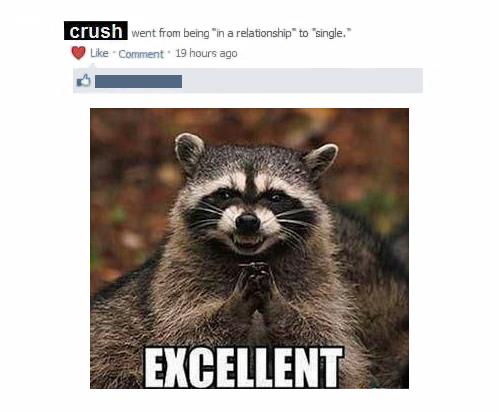 crush went from being "in a relationship" to "single."
Like · Comment · 19 hours ago
EXCELLENT